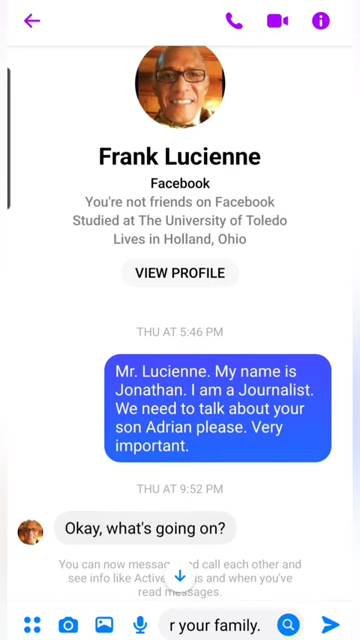 Frank Lucienne
Facebook
You're not friends on Facebook
Studied at The University of Toledo
Lives in Holland, Ohio
VIEW PROFILE
THU AT 5:46 PM
Mr. Lucienne. My name is
Jonathan. I am a Journalist.
We need to talk about your
son Adrian please. Very
important.
THU AT 9:52 PM
Okay, what's going on?
You can now messag d call each other and
see info like Active s and when you've
read messages.
r your family.